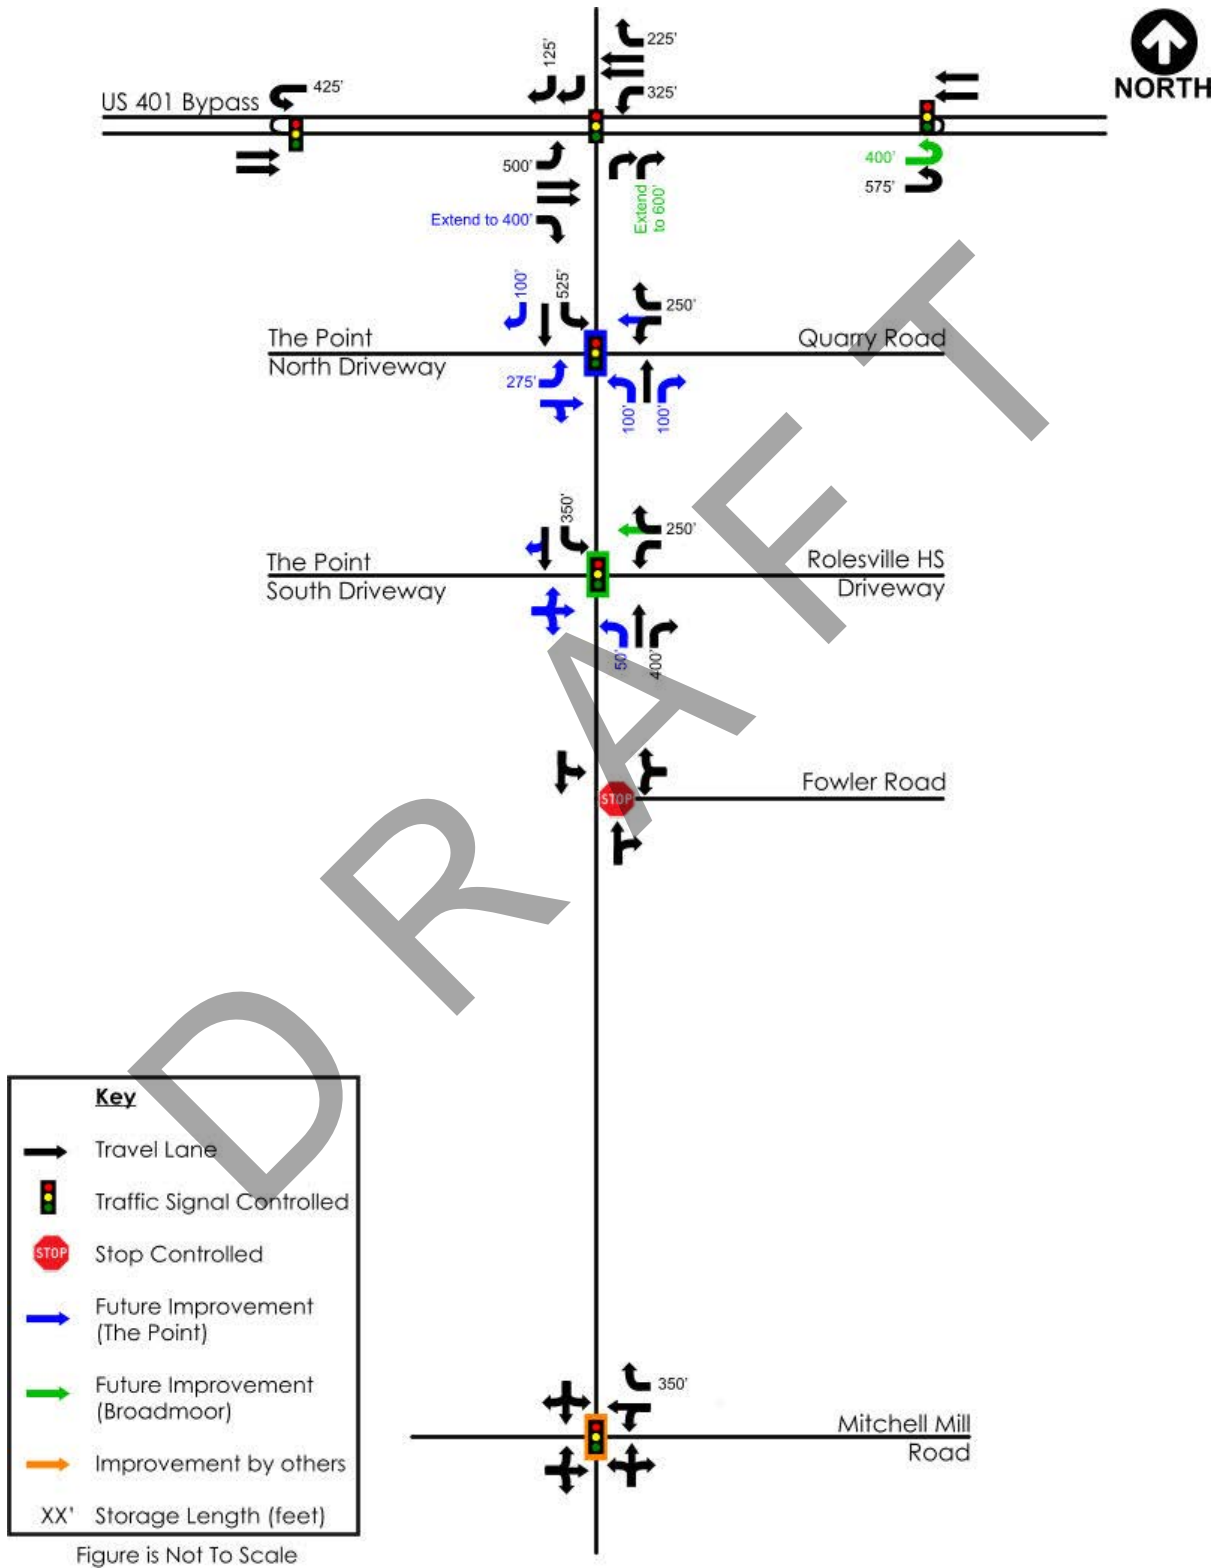 NORTH
225'
125'
425'
325'
US 401 Bypass
500'
400'
575'
Extend
to 600'
Extend to 400'
100'
525'
250'
The Point
North Driveway
Quarry Road
275'
100'
100'
350'
250'
The Point
South Driveway
Rolesville HS
Driveway
50'
400'
Fowler Road
STOP
DRAFT
Key
Travel Lane
Traffic Signal Controlled
STOP
Stop Controlled
Future Improvement
(The Point)
Future Improvement
(Broadmoor)
Improvement by others
XX' Storage Length (feet)
Figure is Not To Scale
350'
Mitchell Mill
Road